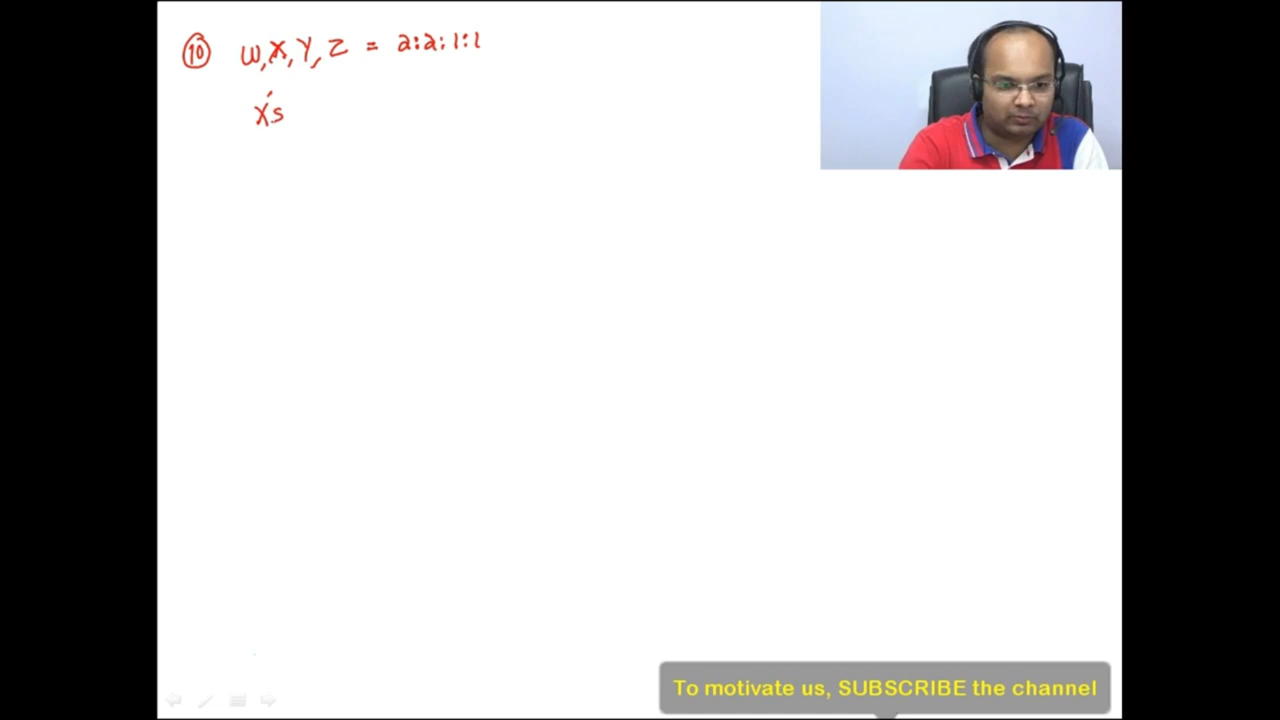 ⑩ W, X, Y, Z = 2:2:1:1
X's
To motivate us, SUBSCRIBE the channel